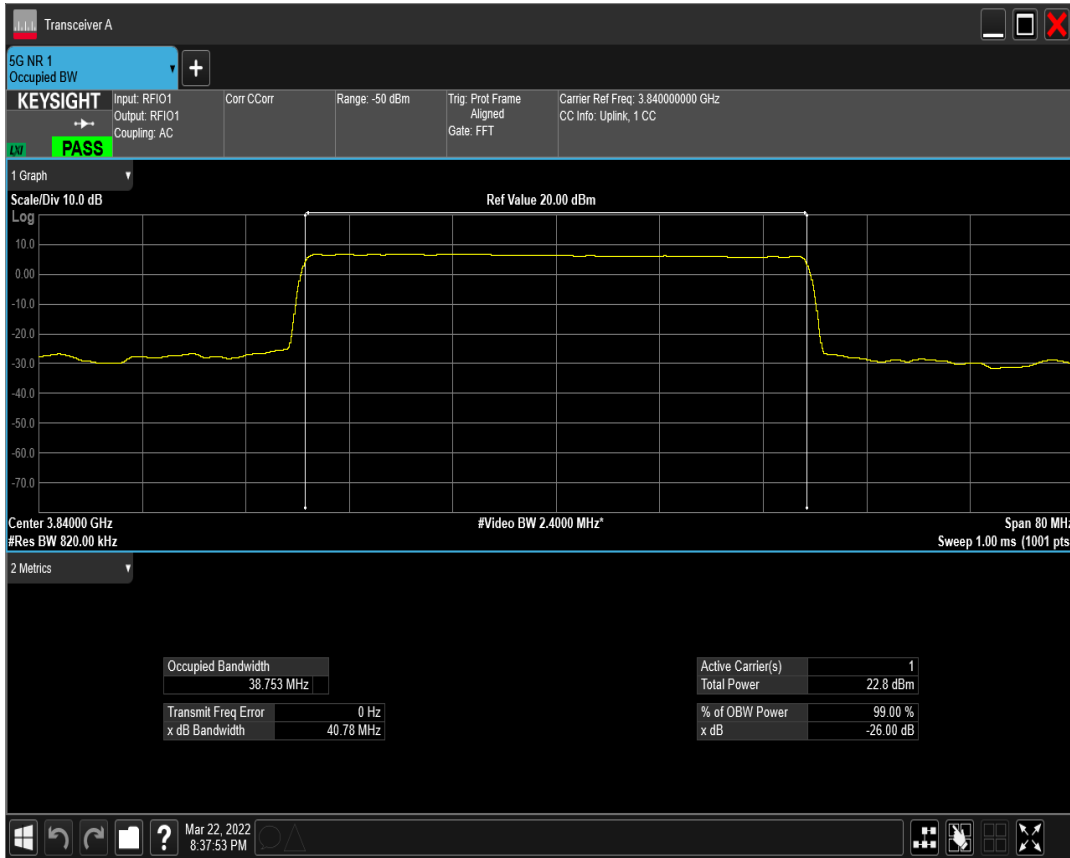 Transceiver A
5G NR 1
Occupied BW
+
KEYSIGHT
LXI
PASS
Input: RFIO1
Output: RFIO1
Coupling: AC
Corr CCorr
Range: -50 dBm
Trig: Prot Frame
Aligned
Gate: FFT
Carrier Ref Freq: 3.840000000 GHz
CC Info: Uplink, 1 CC
1 Graph
Scale/Div 10.0 dB
Ref Value 20.00 dBm
Log
10.0
0.00
-10.0
-20.0
-30.0
-40.0
-50.0
-60.0
-70.0
Center 3.84000 GHz
#Video BW 2.4000 MHz*
Span 80 MHz
#Res BW 820.00 kHz
Sweep 1.00 ms (1001 pts
2 Metrics
Occupied Bandwidth
38.753 MHz
Transmit Freq Error 0 Hz
x dB Bandwidth 40.78 MHz
Active Carrier(s) 1
Total Power 22.8 dBm
% of OBW Power 99.00 %
x dB -26.00 dB
?
Mar 22, 2022
8:37:53 PM